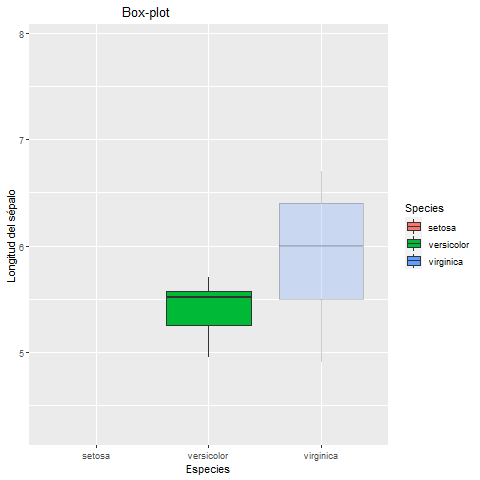 Box-plot
8
7
6
5
Longitud del sépalo
setosa
versicolor
virginica
Especies
Species
setosa
versicolor
virginica